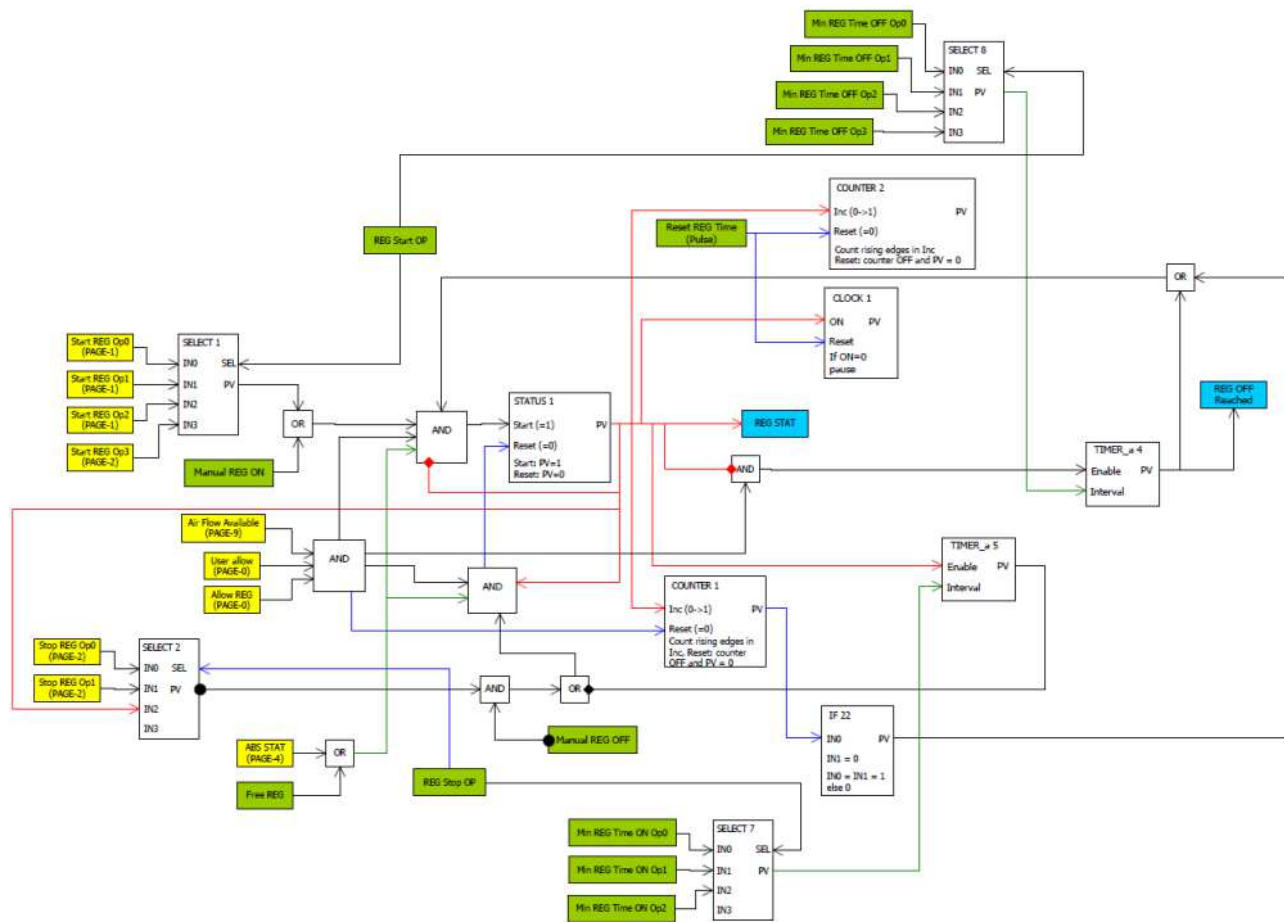 Min REG Time OFF Op0
Min REG Time OFF Op1
Min REG Time OFF Op2
Min REG Time OFF Op3
SELECT 8
IN0 SEL
IN1 PV
IN2
IN3
REG Start OP
Reset REG Time
(Pulse)
COUNTER 2
Inc (0->1) PV
Reset (=0)
Count rising edges in Inc
Reset: counter OFF and PV = 0
OR
CLOCK 1
ON PV
Reset
If ON=0
pause
Start REG Op0
(PAGE-1)
Start REG Op1
(PAGE-1)
Start REG Op2
(PAGE-1)
Start REG Op3
(PAGE-2)
SELECT 1
IN0 SEL
IN1 PV
IN2
IN3
OR
Manual REG ON
AND
STATUS 1
Start (=1) PV
Reset (=0)
Start: PV=1
Reset: PV=0
REG STAT
REG OFF
Reached
AND
TIMER_a 4
Enable PV
Interval
Air Flow Available
(PAGE-9)
User allow
(PAGE-0)
Allow REG
(PAGE-0)
AND
AND
TIMER_a 5
Enable PV
Interval
COUNTER 1
Inc (0->1) PV
Reset (=0)
Count rising edges in
Inc, Reset: counter
OFF and PV = 0
Stop REG Op0
(PAGE-2)
Stop REG Op1
(PAGE-2)
SELECT 2
IN0 SEL
IN1 PV
IN2
IN3
AND
OR
Manual REG OFF
IF 22
IN0 PV
IN1 = 0
IN0 = IN1 = 1
else 0
ABS STAT
(PAGE-4)
OR
Free REG
REG Stop OP
Min REG Time ON Op0
Min REG Time ON Op1
Min REG Time ON Op2
SELECT 7
IN0 SEL
IN1 PV
IN2
IN3